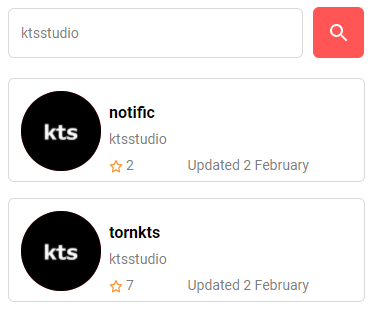 ktsstudio
kts
notific
ktsstudio
2 Updated 2 February
kts
tornkts
ktsstudio
7 Updated 2 February